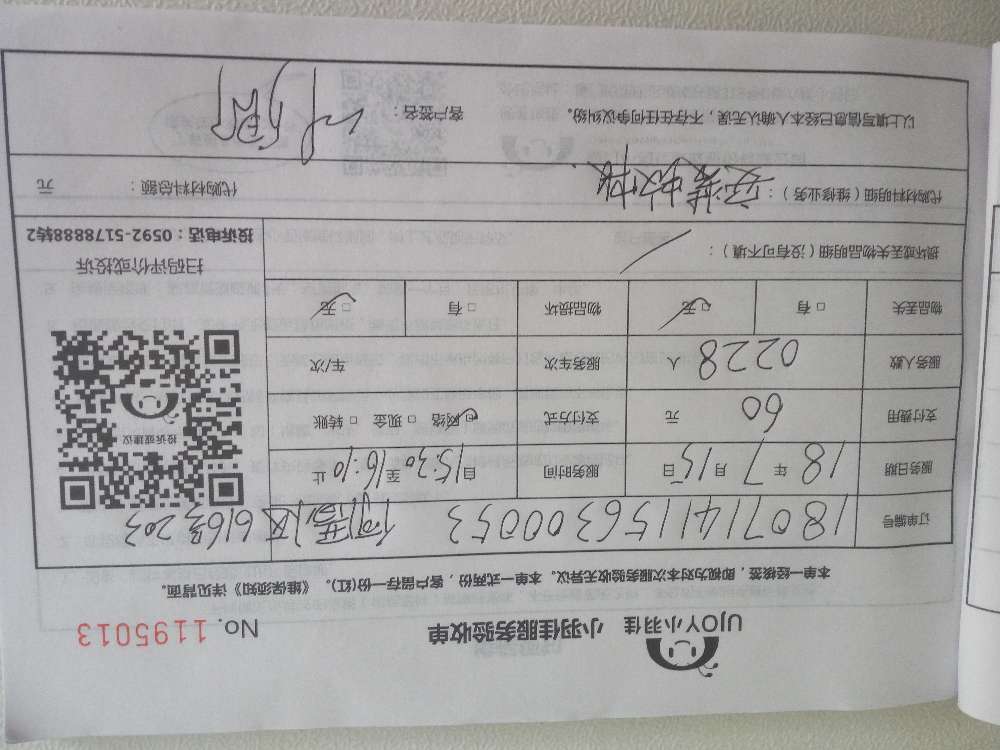 UJOY小羽佳 小羽佳服务验收单 No. 1195013
本单一经核签，即视为对本次服务验收无异议。本单一式两份，客户留存一份(红)。《维保须知》详见背面。
订单编号 18071411563000053
服务日期 18 年 7 月 15 日 服务时间 自 15:30 至 16:10 止
支付费用 60 元 支付方式 网络 □ 现金 □ 转账
投诉或建议
服务人数 0228 人 服务车次 车/次
物品丢失 □ 有 □ 无 物品损坏 □ 有 □ 无
扫码评价或投诉
投诉电话：0592-5178888转2
损坏或丢失物品明细（没有可不填）：
代购材料明细（维修业务）： 代购材料总额： 元
以上填写信息已经本人确认无误，不存在任何争议纠纷。 客户签名：